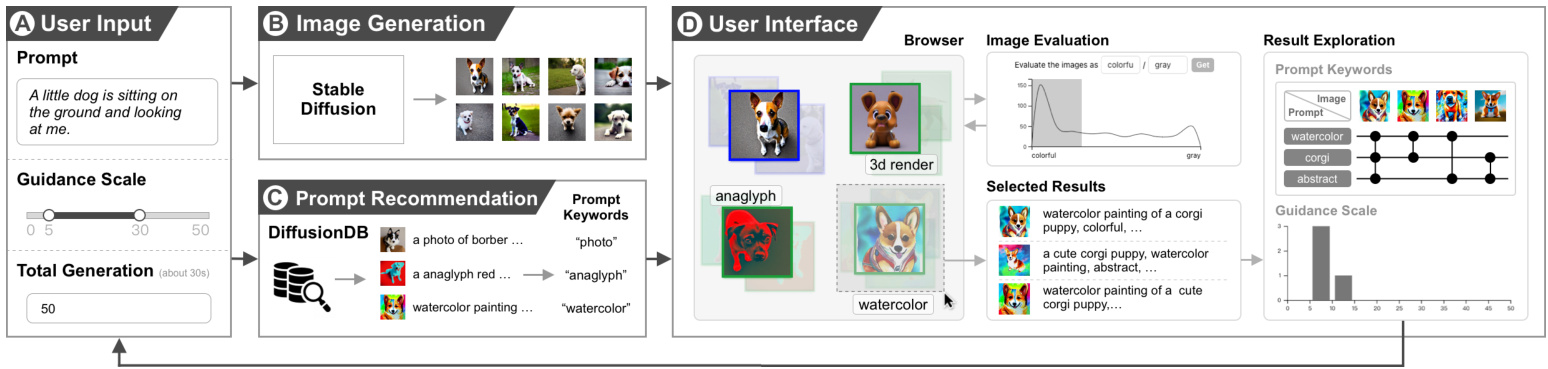 A User Input
Prompt
A little dog is sitting on
the ground and looking
at me.
Guidance Scale
0 5 30 50
Total Generation (about 30s)
50
B Image Generation
Stable
Diffusion
C Prompt Recommendation
Prompt
Keywords
DiffusionDB
a photo of borber ...
"photo"
a anaglyph red ...
"anaglyph"
watercolor painting ...
"watercolor"
D User Interface
Browser
3d render
anaglyph
watercolor
Image Evaluation
Evaluate the images as colorfu / gray Get
150
100
50
0
colorful gray
Selected Results
watercolor painting of a corgi
puppy, colorful, ...
a cute corgi puppy, watercolor
painting, abstract, ...
watercolor painting of a cute
corgi puppy,...
Result Exploration
Prompt Keywords
Image
Prompt
watercolor
corgi
abstract
Guidance Scale
3
2
1
0
0 5 10 15 20 25 30 35 40 45 50